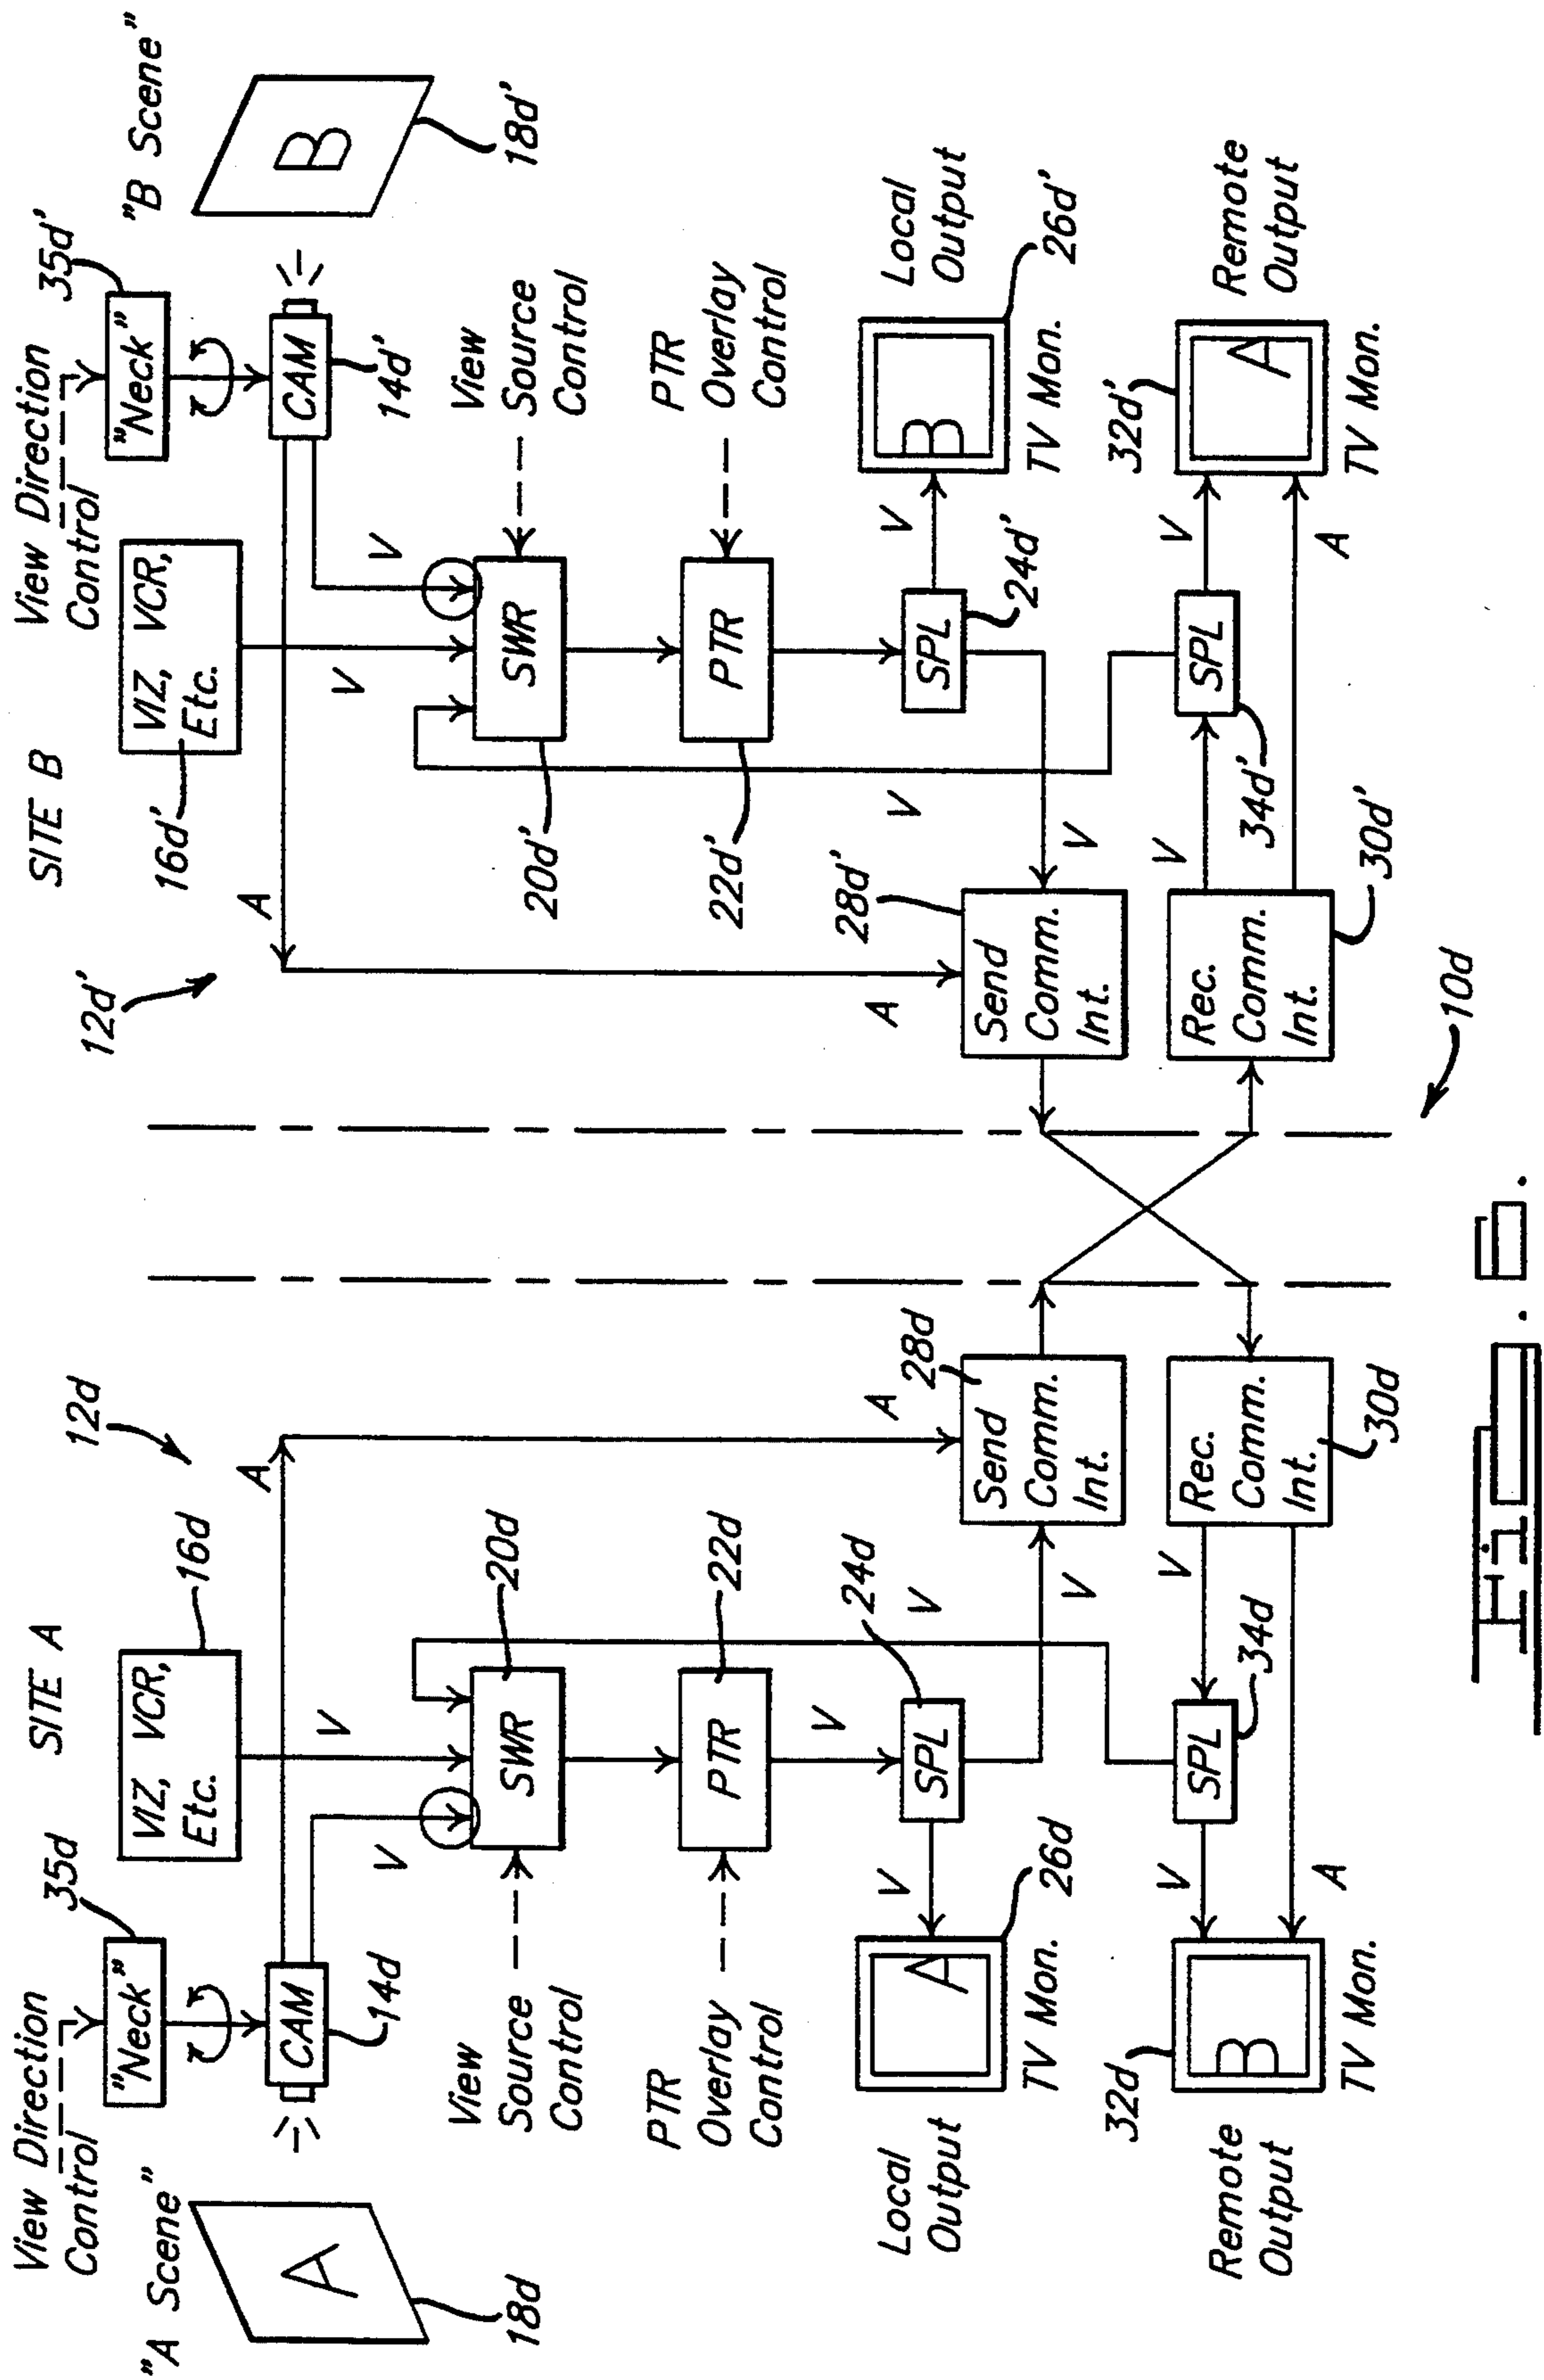 SITE A
SITE B
View Direction
Control
35d
"Neck"
"A Scene"
A
18d
CAM
14d
VIZ, VCR,
Etc.
16d
12d
A
V
V
View
Source
Control
SWR
20d
PTR
Overlay
Control
PTR
22d
V
SPL
24d
V
V
V
A
Local
Output
A
26d
TV Mon.
Send
Comm.
Int.
28d
Rec.
Comm.
Int.
30d
V
SPL
34d
V
A
Remote
Output
B
32d
TV Mon.
12d'
A
16d'
VIZ, VCR,
Etc.
View Direction
Control
35d'
"Neck"
"B Scene"
B
18d'
CAM
14d'
V
V
SWR
20d'
View
Source
Control
PTR
22d'
PTR
Overlay
Control
SPL
24d'
V
V
V
A
Local
Output
B
26d'
TV Mon.
Send
Comm.
Int.
28d'
Rec.
Comm.
Int.
30d'
V
SPL
34d'
V
A
Remote
Output
A
32d'
TV Mon.
10d
Fig. 6.